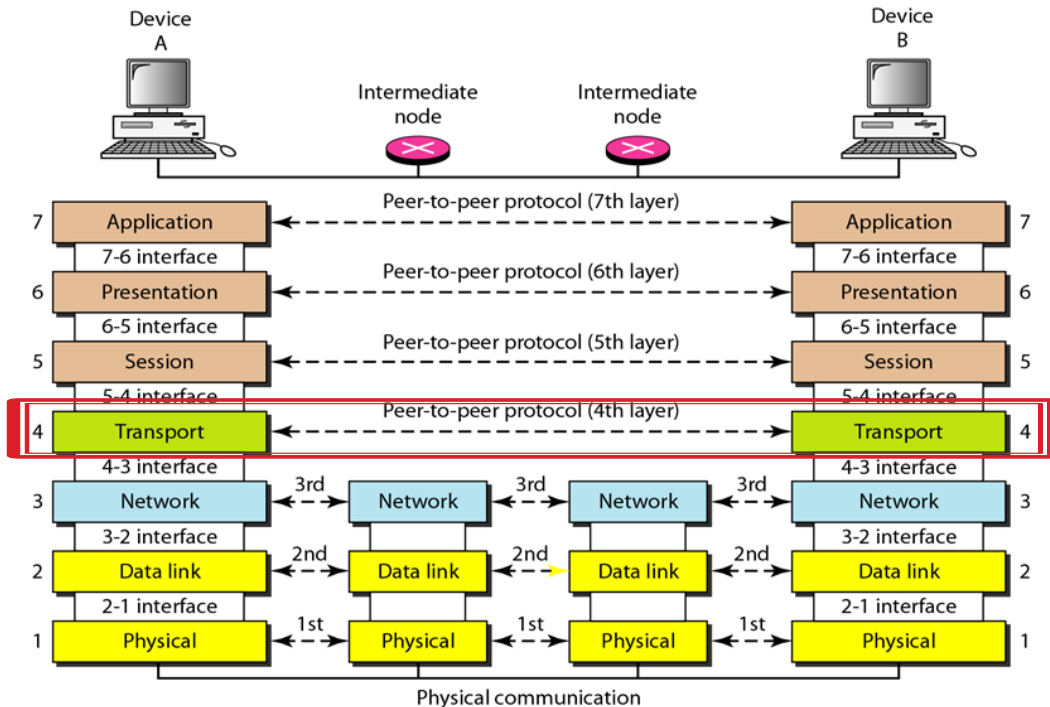 Device
A
Device
B
Intermediate
node
Intermediate
node
Peer-to-peer protocol (7th layer)
7 Application Application 7
7-6 interface 7-6 interface
Peer-to-peer protocol (6th layer)
6 Presentation Presentation 6
6-5 interface 6-5 interface
Peer-to-peer protocol (5th layer)
5 Session Session 5
5-4 interface 5-4 interface
Peer-to-peer protocol (4th layer)
4 Transport Transport 4
4-3 interface 4-3 interface
3rd 3rd 3rd
3 Network Network Network Network 3
3-2 interface 3-2 interface
2nd 2nd 2nd
2 Data link Data link Data link Data link 2
2-1 interface 2-1 interface
1st 1st 1st
1 Physical Physical Physical Physical 1
Physical communication